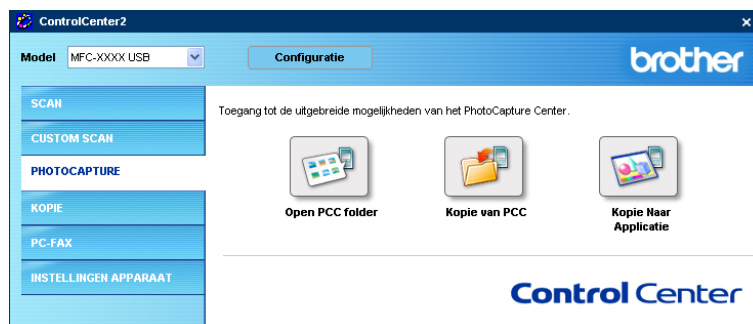 ControlCenter2
Model MFC-XXXX USB Configuratie brother
SCAN
CUSTOM SCAN
PHOTOCAPTURE
KOPIE
PC-FAX
INSTELLINGEN APPARAAT
Toegang tot de uitgebreide mogelijkheden van het PhotoCapture Center.
Open PCC folder
Kopie van PCC
Kopie Naar
Applicatie
Control Center